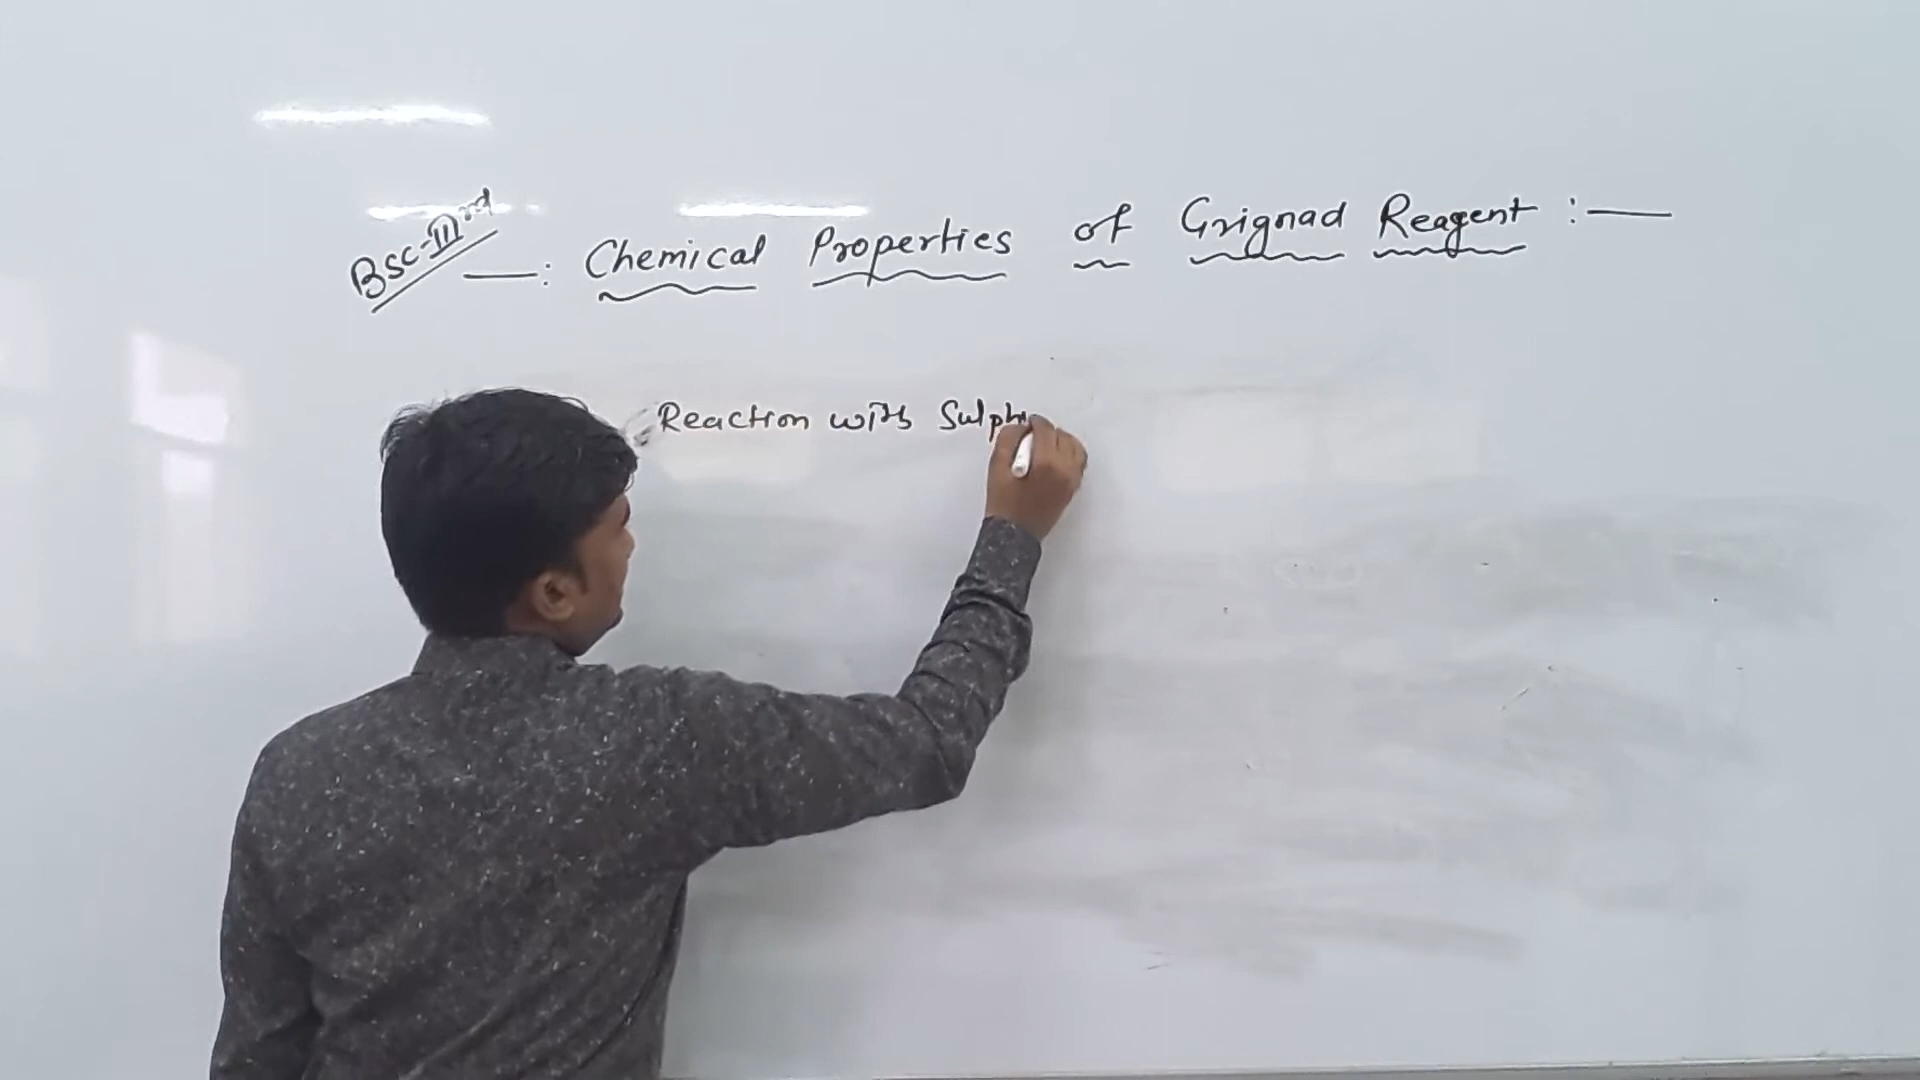 BSC-IIIrd
—: Chemical Properties of Grignad Reagent :—
Reaction with Sulph